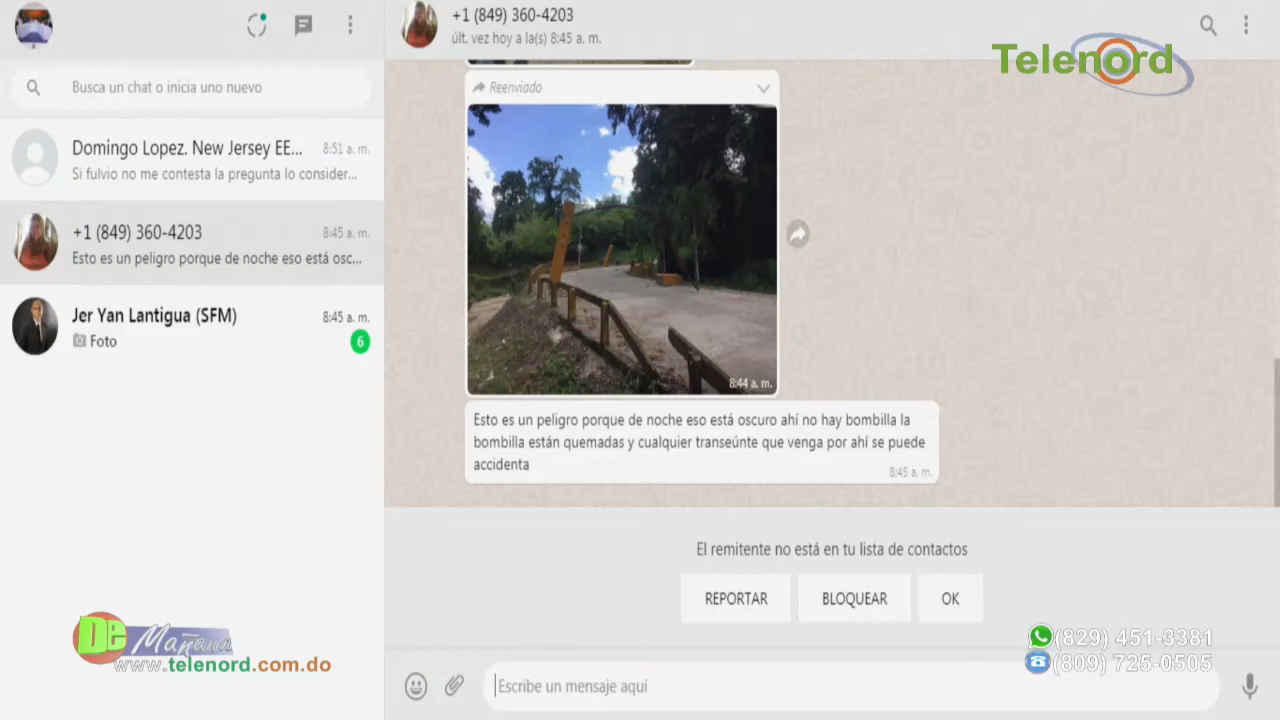 +1 (849) 360-4203
últ. vez hoy a la(s) 8:45 a. m.
Telenord
Busca un chat o inicia uno nuevo
Reenviado
Domingo Lopez. New Jersey EE...
8:51 a. m.
Si fulvio no me contesta la pregunta lo consider...
+1 (849) 360-4203
8:45 a. m.
Esto es un peligro porque de noche eso está osc...
Jer Yan Lantigua (SFM)
8:45 a. m.
Foto
6
8:44 a. m.
Esto es un peligro porque de noche eso está oscuro ahí no hay bombilla la
bombilla están quemadas y cualquier transeúnte que venga por ahí se puede
accidenta
8:45 a. m.
El remitente no está en tu lista de contactos
REPORTAR
BLOQUEAR
OK
De Mañana
www.telenord.com.do
(829) 451-3381
(809) 725-0505
Escribe un mensaje aquí